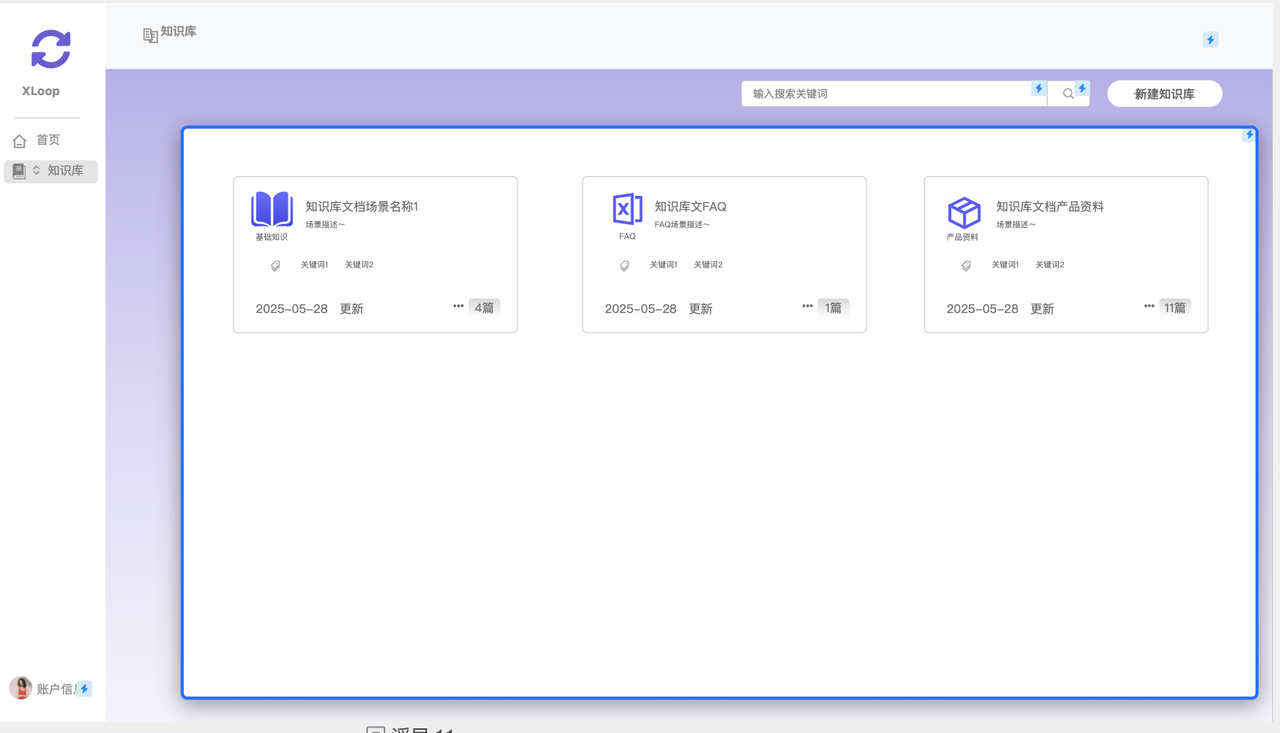 知识库
XLoop
首页
知识库
输入搜索关键词
新建知识库
知识库文档场景名称1
场景描述~
基础知识
关键词1 关键词2
2025-05-28 更新
··· 4篇
知识库文FAQ
FAQ场景描述~
FAQ
关键词1 关键词2
2025-05-28 更新
··· 1篇
知识库文档产品资料
场景描述~
产品资料
关键词1 关键词2
2025-05-28 更新
··· 11篇
账户信